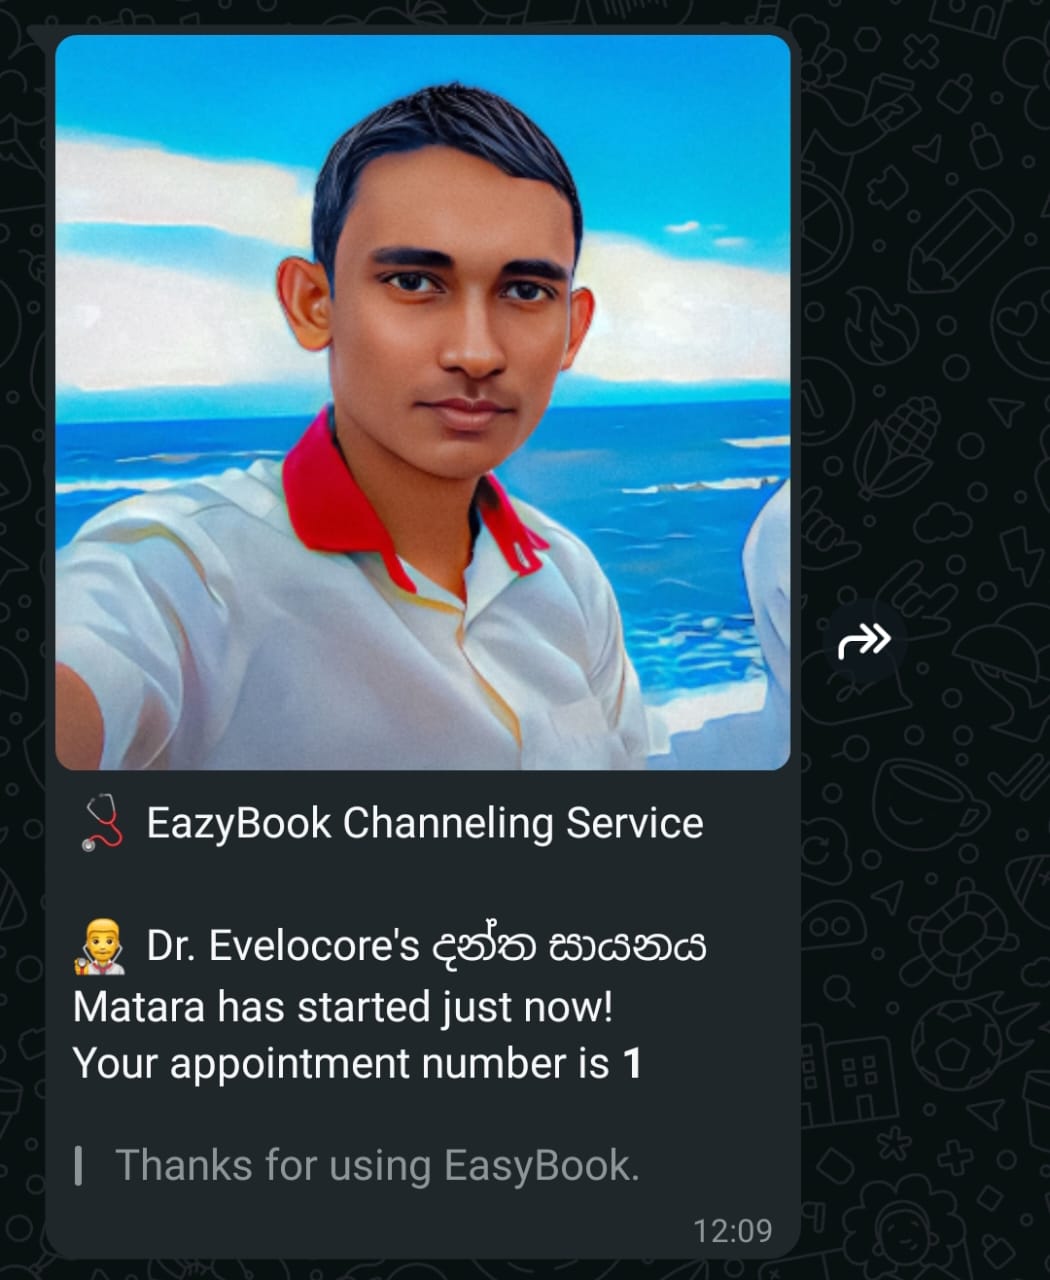 🩺 EazyBook Channeling Service
👨‍⚕️ Dr. Evelocore's දන්ත සායනය
Matara has started just now!
Your appointment number is 1
Thanks for using EasyBook.
12:09